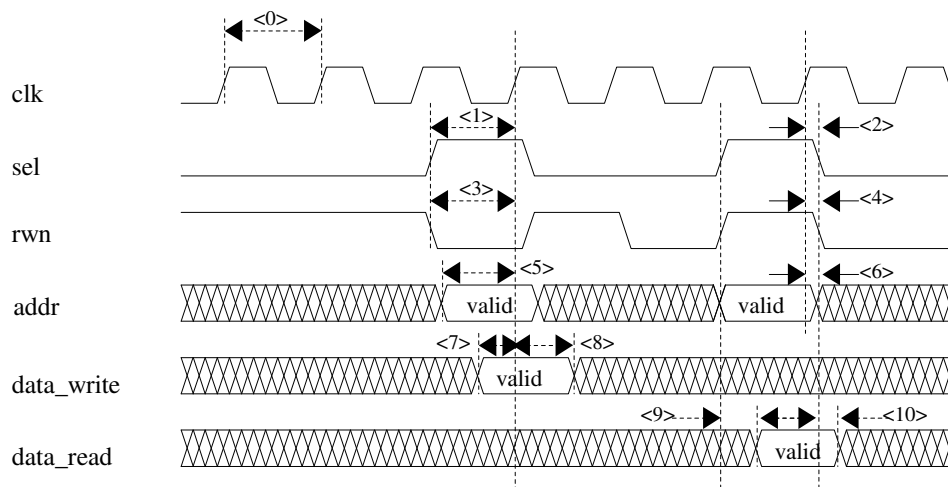 <0>
clk
<1> <2>
sel
<3> <4>
rwn
<5> <6>
addr valid valid
<7> <8>
data_write valid
<9> <10>
data_read valid